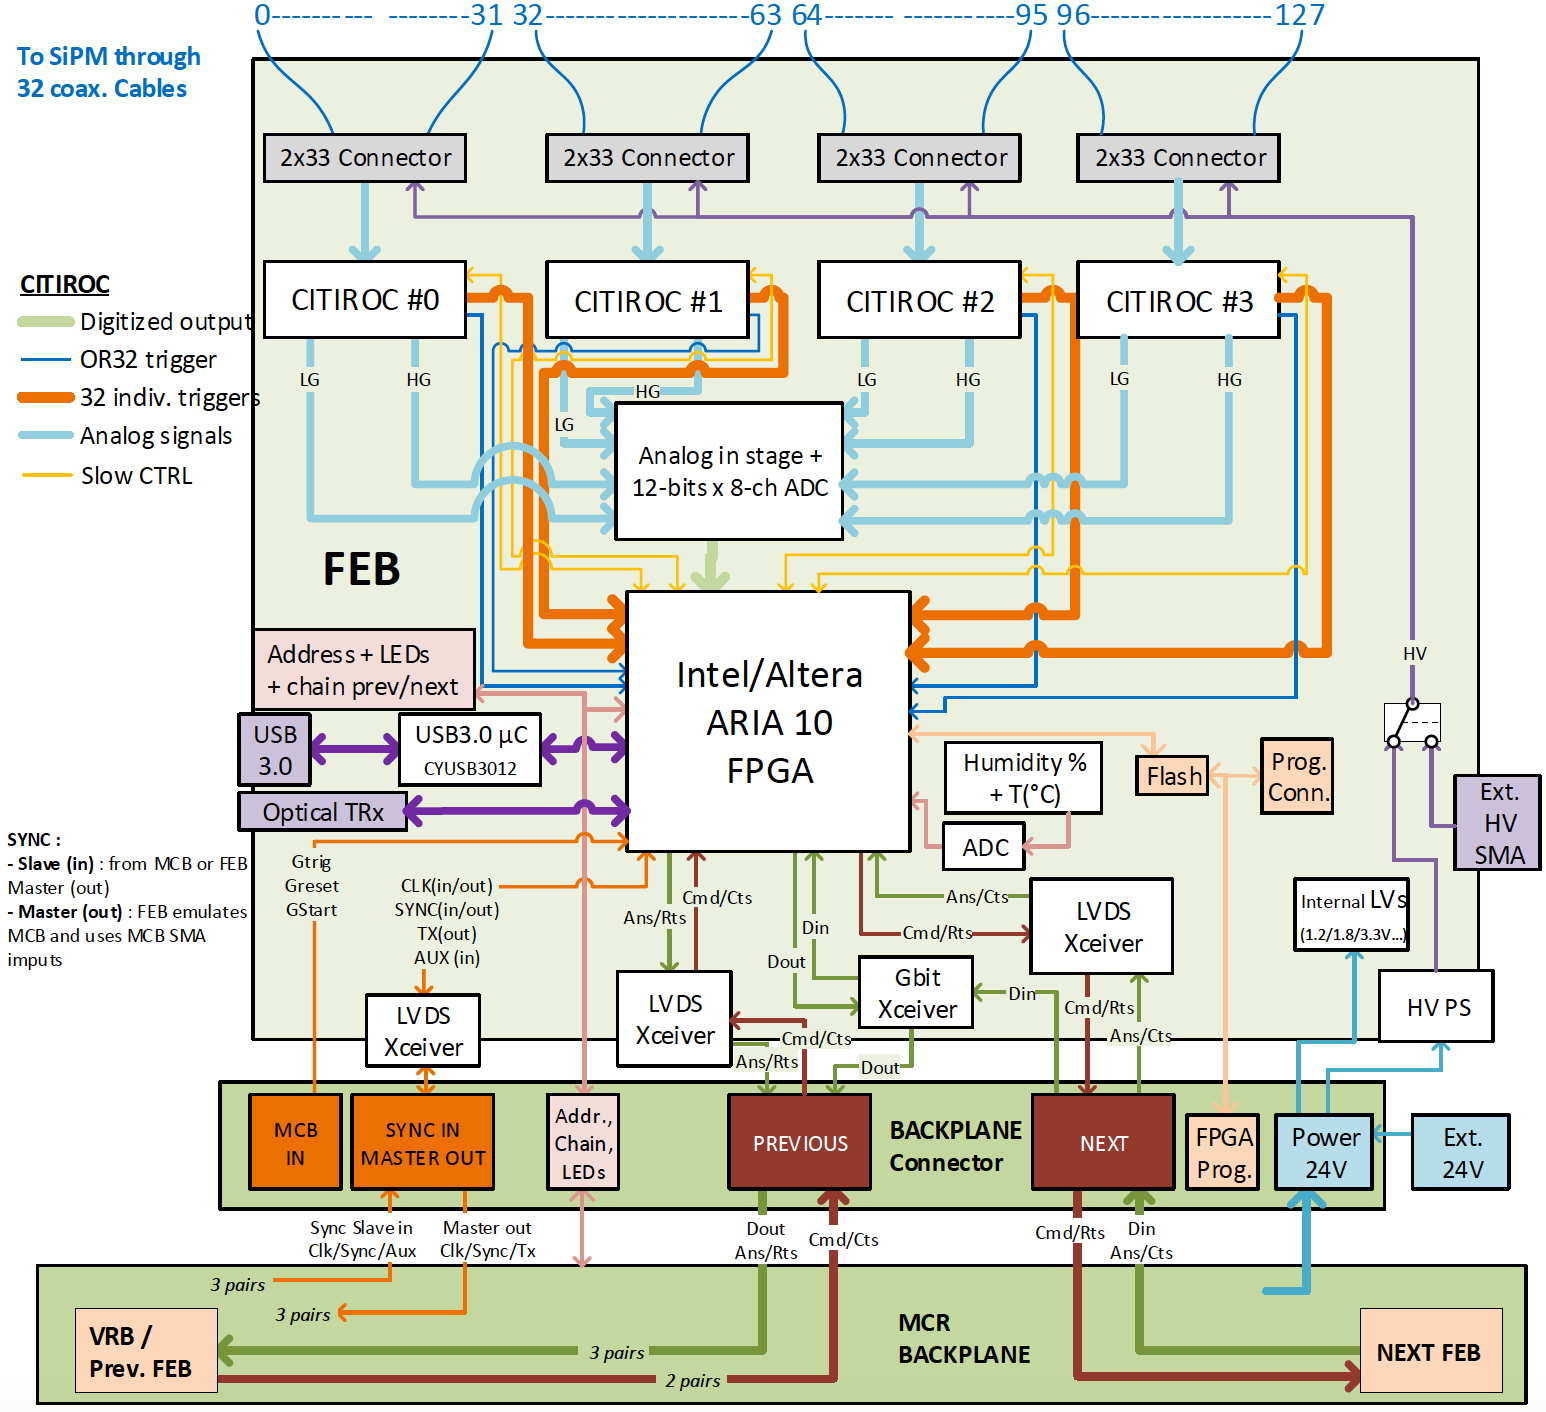 0---------- --------31 32--------------------63 64------- -----------95 96------------------127
To SiPM through
32 coax. Cables
2x33 Connector
2x33 Connector
2x33 Connector
2x33 Connector
CITIROC
Digitized output
OR32 trigger
32 indiv. triggers
Analog signals
Slow CTRL
CITIROC #0
CITIROC #1
CITIROC #2
CITIROC #3
LG
HG
LG
HG
LG
HG
LG
HG
Analog in stage +
12-bits x 8-ch ADC
FEB
Intel/Altera
ARIA 10
FPGA
Address + LEDs
+ chain prev/next
USB
3.0
USB3.0 µC
CYUSB3012
Optical TRx
HV
Humidity %
+ T(°C)
ADC
Flash
Prog.
Conn.
Ext.
HV
SMA
SYNC :
- Slave (in) : from MCB or FEB
Master (out)
- Master (out) : FEB emulates
MCB and uses MCB SMA
imputs
Gtrig
Greset
GStart
CLK(in/out)
SYNC(in/out)
TX(out)
AUX (in)
Ans/Rts
Cmd/Cts
Din
Dout
Ans/Cts
Cmd/Rts
LVDS
Xceiver
Internal LVs
(1.2/1.8/3.3V...)
LVDS
Xceiver
LVDS
Xceiver
Gbit
Xceiver
Din
Cmd/Rts
Ans/Cts
HV PS
Cmd/Cts
Ans/Rts
Dout
MCB
IN
SYNC IN
MASTER OUT
Addr.,
Chain,
LEDs
PREVIOUS
BACKPLANE
Connector
NEXT
FPGA
Prog.
Power
24V
Ext.
24V
Sync Slave in
Clk/Sync/Aux
Master out
Clk/Sync/Tx
Dout
Ans/Rts
Cmd/Cts
Cmd/Rts
Din
Ans/Cts
3 pairs
3 pairs
VRB /
Prev. FEB
3 pairs
2 pairs
MCR
BACKPLANE
NEXT FEB